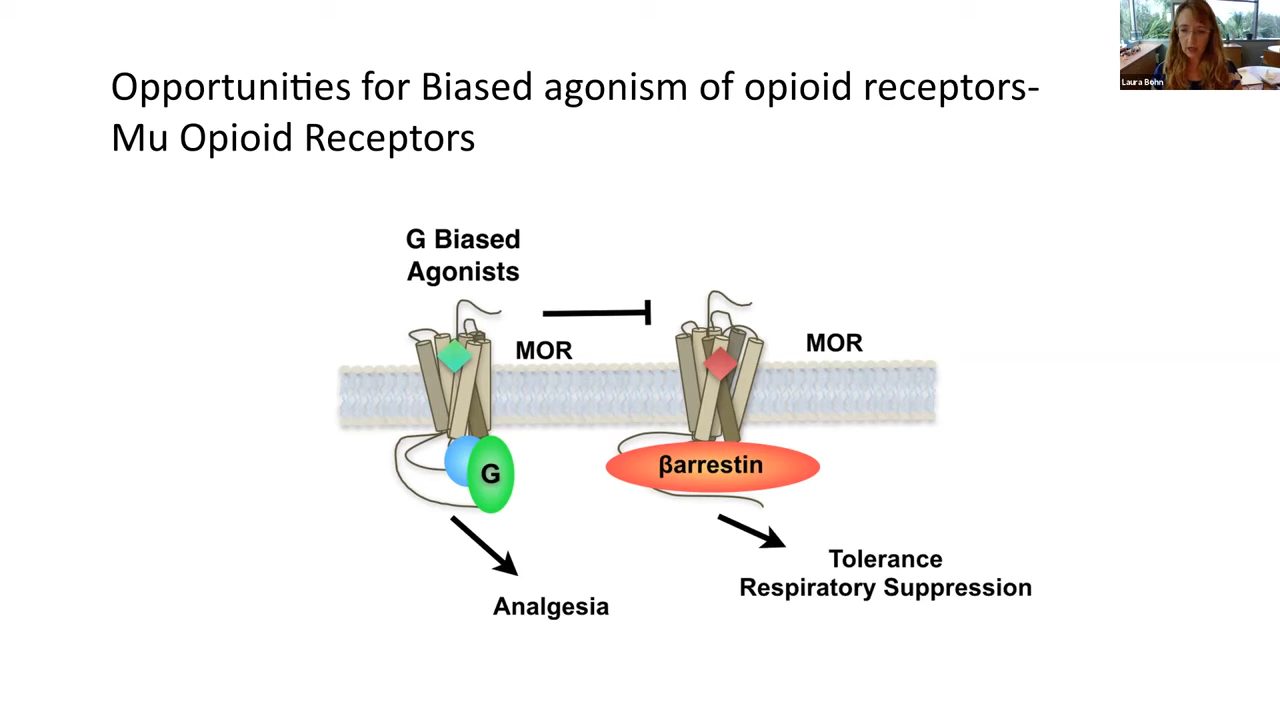 Opportunities for Biased agonism of opioid receptors-
Mu Opioid Receptors
Laura Bohn
G Biased
Agonists
MOR
MOR
G
βarrestin
Analgesia
Tolerance
Respiratory Suppression